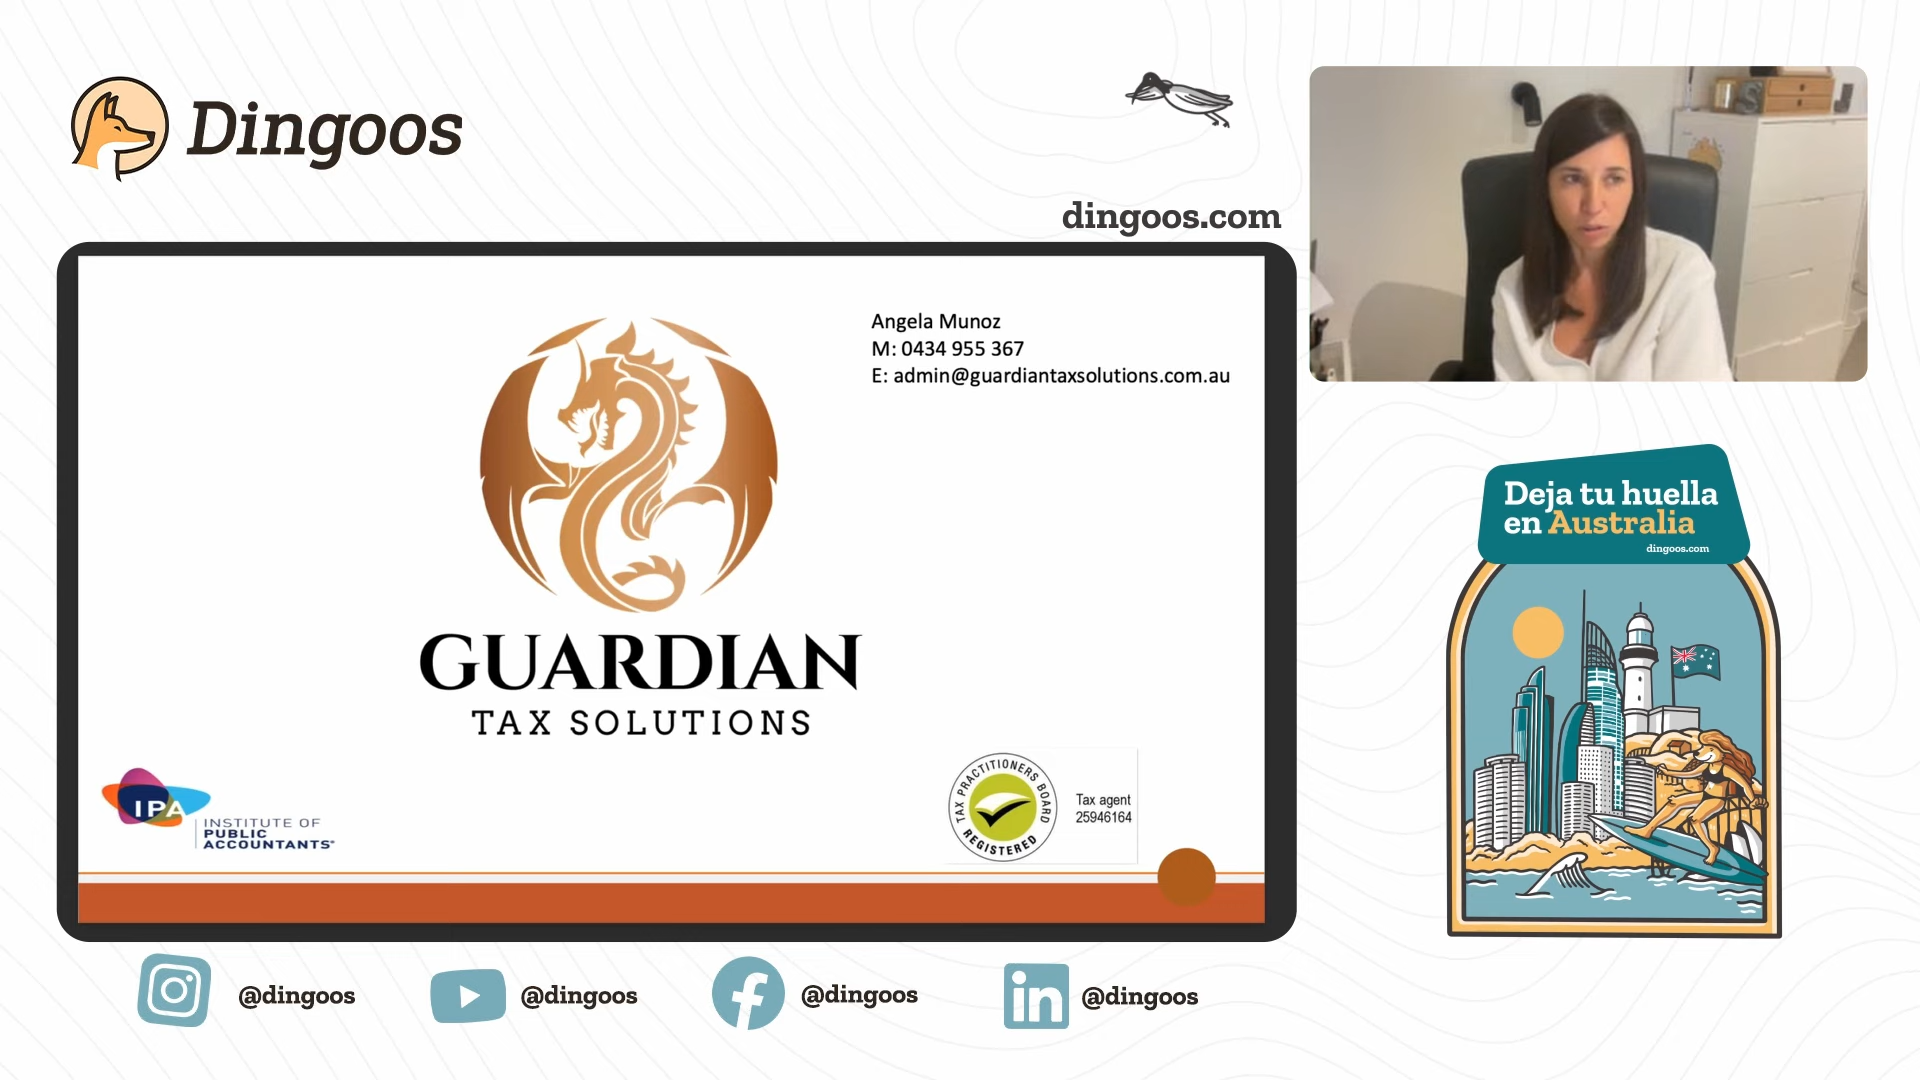 Dingoos
dingoos.com
Angela Munoz
M: 0434 955 367
E: admin@guardiantaxsolutions.com.au
GUARDIAN
TAX SOLUTIONS
IPA
INSTITUTE OF
PUBLIC
ACCOUNTANTS
TAX PRACTITIONERS BOARD
REGISTERED
Tax agent
25946164
Deja tu huella
en Australia
dingoos.com
@dingoos
@dingoos
@dingoos
in
@dingoos